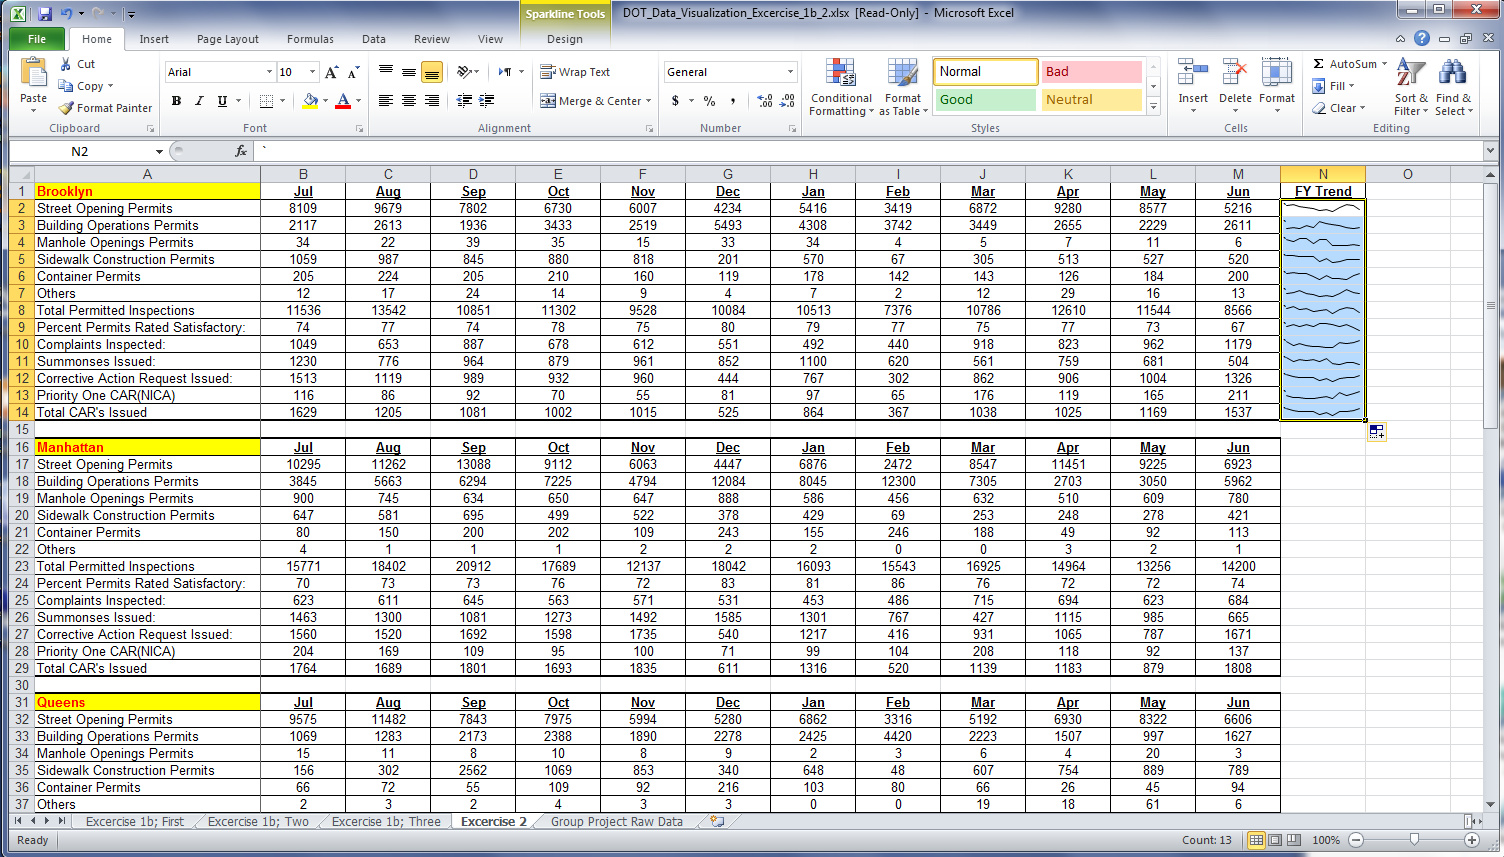 Sparkline Tools DOT_Data_Visualization_Excercise_1b_2.xlsx [Read-Only] - Microsoft Excel
File Home Insert Page Layout Formulas Data Review View Design
Paste Cut Copy Format Painter Clipboard
Arial 10 B I U A A A Font
Wrap Text Merge & Center Alignment
General $ % , .00 .0 Number
Conditional Formatting Format as Table Normal Bad Good Neutral Styles
Insert Delete Format Cells
Σ AutoSum Fill Clear Sort & Filter Find & Select Editing
N2 fx `
A B C D E F G H I J K L M N O
1 Brooklyn Jul Aug Sep Oct Nov Dec Jan Feb Mar Apr May Jun FY Trend
2 Street Opening Permits 8109 9679 7802 6730 6007 4234 5416 3419 6872 9280 8577 5216
3 Building Operations Permits 2117 2613 1936 3433 2519 5493 4308 3742 3449 2655 2229 2611
4 Manhole Openings Permits 34 22 39 35 15 33 34 4 5 7 11 6
5 Sidewalk Construction Permits 1059 987 845 880 818 201 570 67 305 513 527 520
6 Container Permits 205 224 205 210 160 119 178 142 143 126 184 200
7 Others 12 17 24 14 9 4 7 2 12 29 16 13
8 Total Permitted Inspections 11536 13542 10851 11302 9528 10084 10513 7376 10786 12610 11544 8566
9 Percent Permits Rated Satisfactory: 74 77 74 78 75 80 79 77 75 77 73 67
10 Complaints Inspected: 1049 653 887 678 612 551 492 440 918 823 962 1179
11 Summonses Issued: 1230 776 964 879 961 852 1100 620 561 759 681 504
12 Corrective Action Request Issued: 1513 1119 989 932 960 444 767 302 862 906 1004 1326
13 Priority One CAR(NICA) 116 86 92 70 55 81 97 65 176 119 165 211
14 Total CAR's Issued 1629 1205 1081 1002 1015 525 864 367 1038 1025 1169 1537
15
16 Manhattan Jul Aug Sep Oct Nov Dec Jan Feb Mar Apr May Jun
17 Street Opening Permits 10295 11262 13088 9112 6063 4447 6876 2472 8547 11451 9225 6923
18 Building Operations Permits 3845 5663 6294 7225 4794 12084 8045 12300 7305 2703 3050 5962
19 Manhole Openings Permits 900 745 634 650 647 888 586 456 632 510 609 780
20 Sidewalk Construction Permits 647 581 695 499 522 378 429 69 253 248 278 421
21 Container Permits 80 150 200 202 109 243 155 246 188 49 92 113
22 Others 4 1 1 1 2 2 2 0 0 3 2 1
23 Total Permitted Inspections 15771 18402 20912 17689 12137 18042 16093 15543 16925 14964 13256 14200
24 Percent Permits Rated Satisfactory: 70 73 73 76 72 83 81 86 76 72 72 74
25 Complaints Inspected: 623 611 645 563 571 531 453 486 715 694 623 684
26 Summonses Issued: 1463 1300 1081 1273 1492 1585 1301 767 427 1115 985 665
27 Corrective Action Request Issued: 1560 1520 1692 1598 1735 540 1217 416 931 1065 787 1671
28 Priority One CAR(NICA) 204 169 109 95 100 71 99 104 208 118 92 137
29 Total CAR's Issued 1764 1689 1801 1693 1835 611 1316 520 1139 1183 879 1808
30
31 Queens Jul Aug Sep Oct Nov Dec Jan Feb Mar Apr May Jun
32 Street Opening Permits 9575 11482 7843 7975 5994 5280 6862 3316 5192 6930 8322 6606
33 Building Operations Permits 1069 1283 2173 2388 1890 2278 2425 4420 2223 1507 997 1627
34 Manhole Openings Permits 15 11 8 10 8 9 2 3 6 4 20 3
35 Sidewalk Construction Permits 156 302 2562 1069 853 340 648 48 607 754 889 789
36 Container Permits 66 72 55 109 92 216 103 80 66 26 45 94
37 Others 2 3 2 4 3 3 0 0 19 18 61 6
Excercise 1b; First Excercise 1b; Two Excercise 1b; Three Excercise 2 Group Project Raw Data
Ready Count: 13 100%